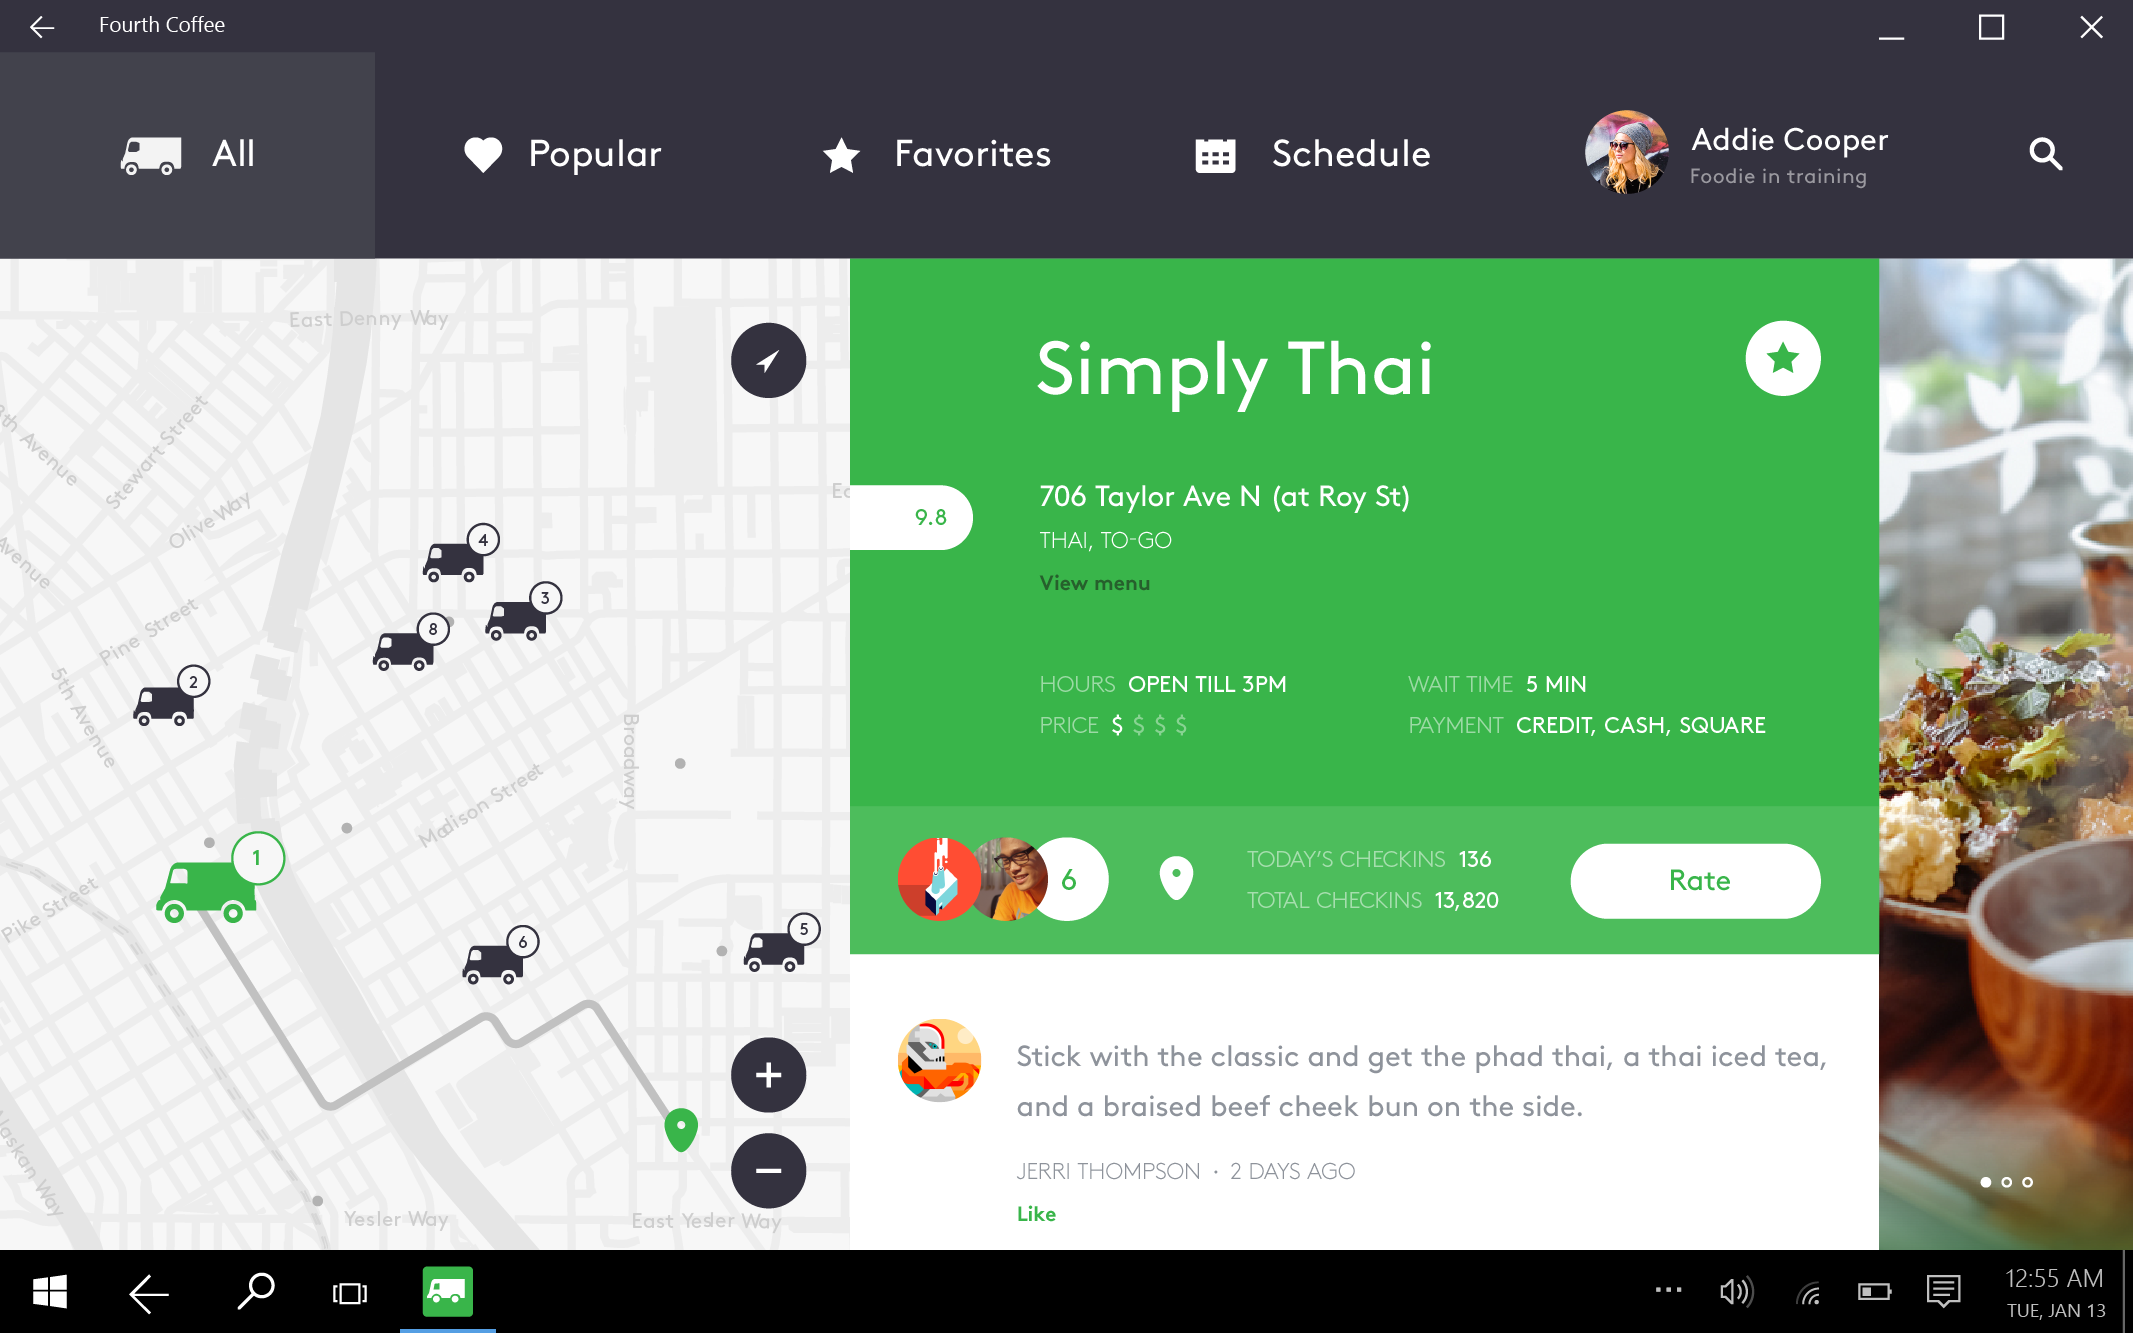 Fourth Coffee
All
Popular
Favorites
Schedule
Addie Cooper
Foodie in training
East Denny Way
8th Avenue
Stewart Street
Olive Way
Avenue
Pine Street
5th Avenue
Broadway
Madison Street
Pike Street
Yesler Way
East Yesler Way
4
3
8
2
1
6
5
Simply Thai
9.8
706 Taylor Ave N (at Roy St)
THAI, TO-GO
View menu
HOURS OPEN TILL 3PM
WAIT TIME 5 MIN
PRICE $ $ $ $
PAYMENT CREDIT, CASH, SQUARE
6
TODAY'S CHECKINS 136
TOTAL CHECKINS 13,820
Rate
Stick with the classic and get the phad thai, a thai iced tea,
and a braised beef cheek bun on the side.
JERRI THOMPSON · 2 DAYS AGO
Like
12:55 AM
TUE, JAN 13